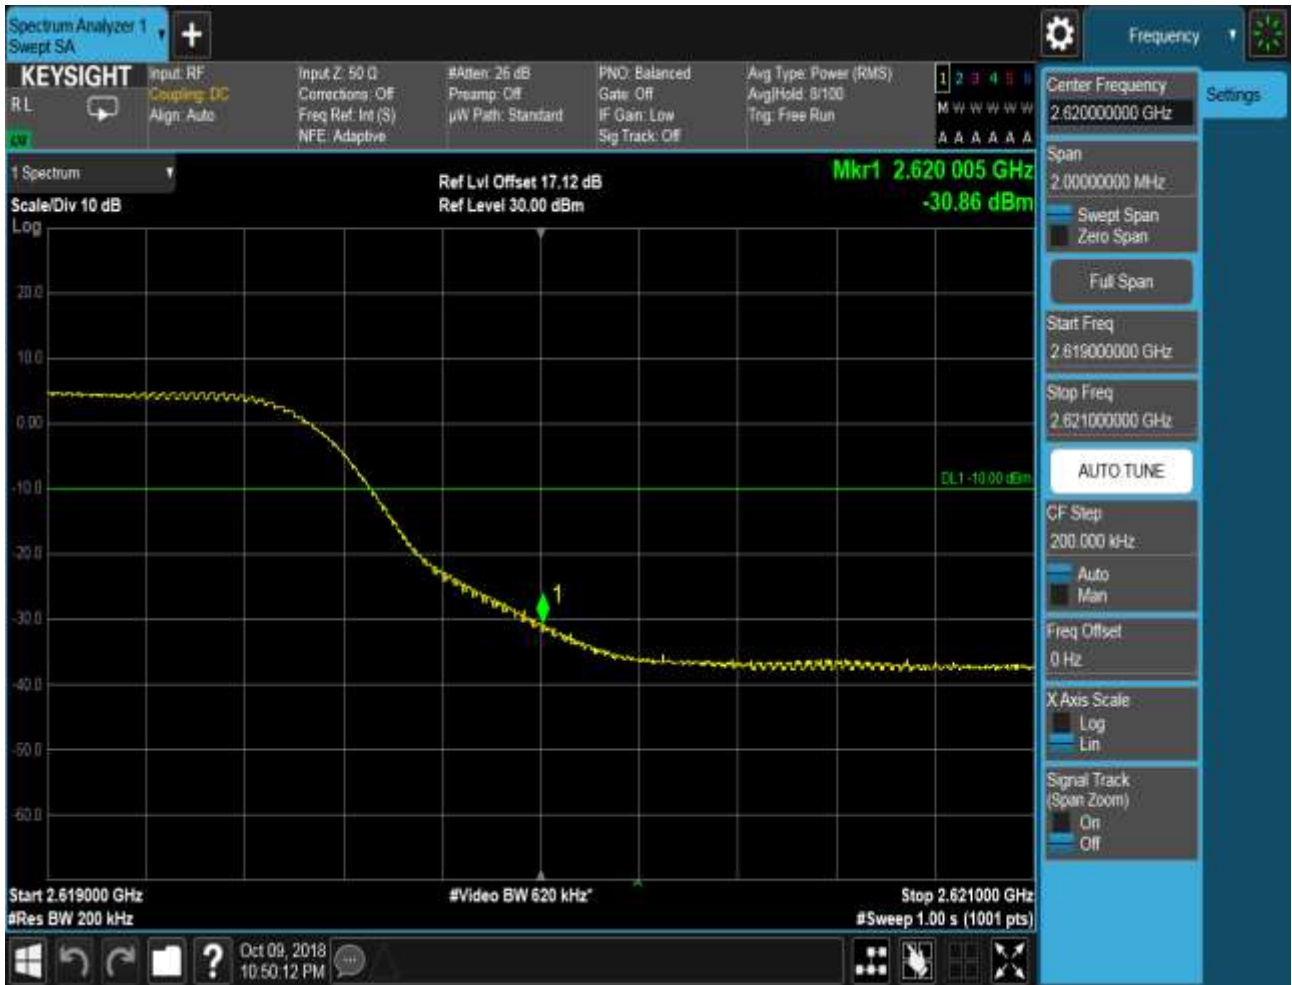 Spectrum Analyzer 1
Swept SA
+
Frequency
KEYSIGHT
RL
Input: RF
Coupling: DC
Align: Auto
Input Z: 50 Ω
Corrections: Off
Freq Ref: Int (S)
NFE: Adaptive
#Atten: 26 dB
Preamp: Off
µW Path: Standard
PNO: Balanced
Gate: Off
IF Gain: Low
Sig Track: Off
Avg Type: Power (RMS)
Avg|Hold: 8/100
Trig: Free Run
1 2 3 4 5 6
M W W W W W
A A A A A A
1 Spectrum
Scale/Div 10 dB
Log
Ref Lvl Offset 17.12 dB
Ref Level 30.00 dBm
Mkr1 2.620 005 GHz
-30.86 dBm
20.0
10.0
0.00
-10.0
-20.0
-30.0
-40.0
-50.0
-60.0
DL1 -10.00 dBm
1
Start 2.619000 GHz
#Res BW 200 kHz
#Video BW 620 kHz*
Stop 2.621000 GHz
#Sweep 1.00 s (1001 pts)
Center Frequency
2.620000000 GHz
Settings
Span
2.00000000 MHz
Swept Span
Zero Span
Full Span
Start Freq
2.619000000 GHz
Stop Freq
2.621000000 GHz
AUTO TUNE
CF Step
200.000 kHz
Auto
Man
Freq Offset
0 Hz
X Axis Scale
Log
Lin
Signal Track
(Span Zoom)
On
Off
?
Oct 09, 2018
10:50:12 PM